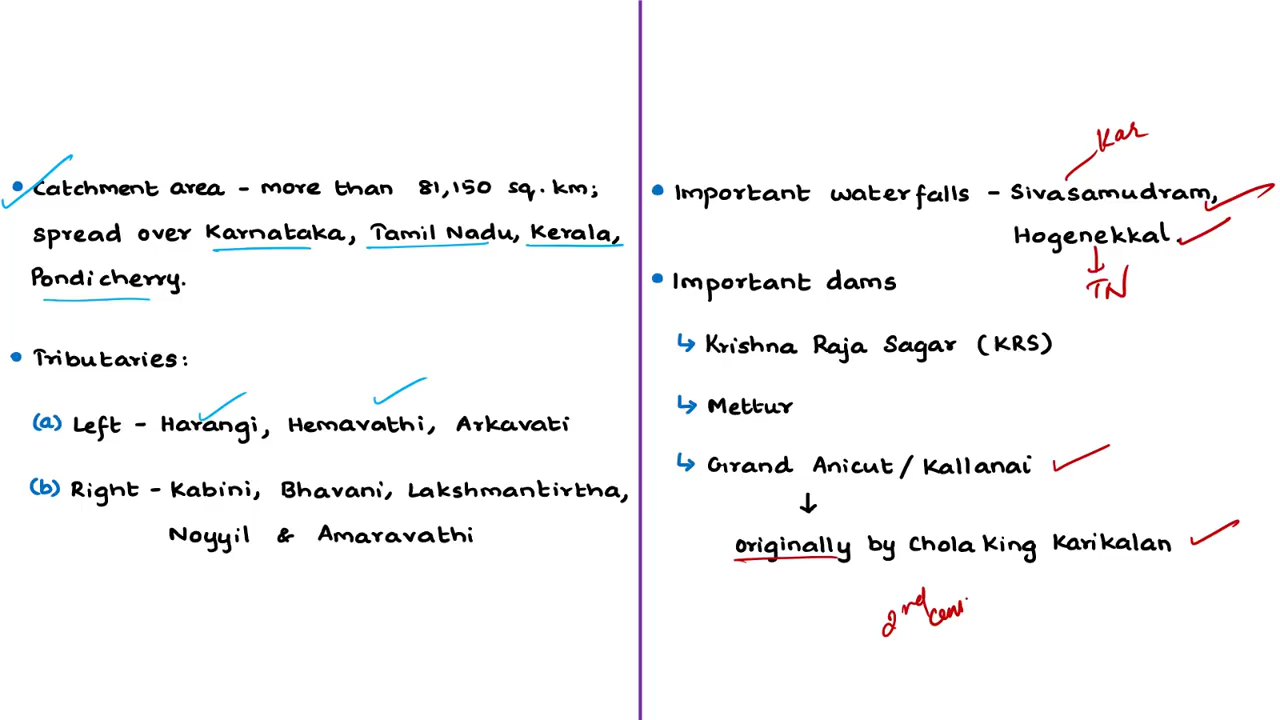 • Catchment area - more than 81,150 sq.km;
spread over Karnataka, Tamil Nadu, Kerala,
Pondicherry.
• Tributaries:
(a) Left - Harangi, Hemavathi, Arkavati
(b) Right - Kabini, Bhavani, Lakshmantirtha,
Noyyil & Amaravathi
Kar
• Important waterfalls - Sivasamudram,
Hogenekkal.
TN
• Important dams
↳ Krishna Raja Sagar (KRS)
↳ Mettur
↳ Grand Anicut/Kallanai
↓
originally by Chola King Karikalan
2nd